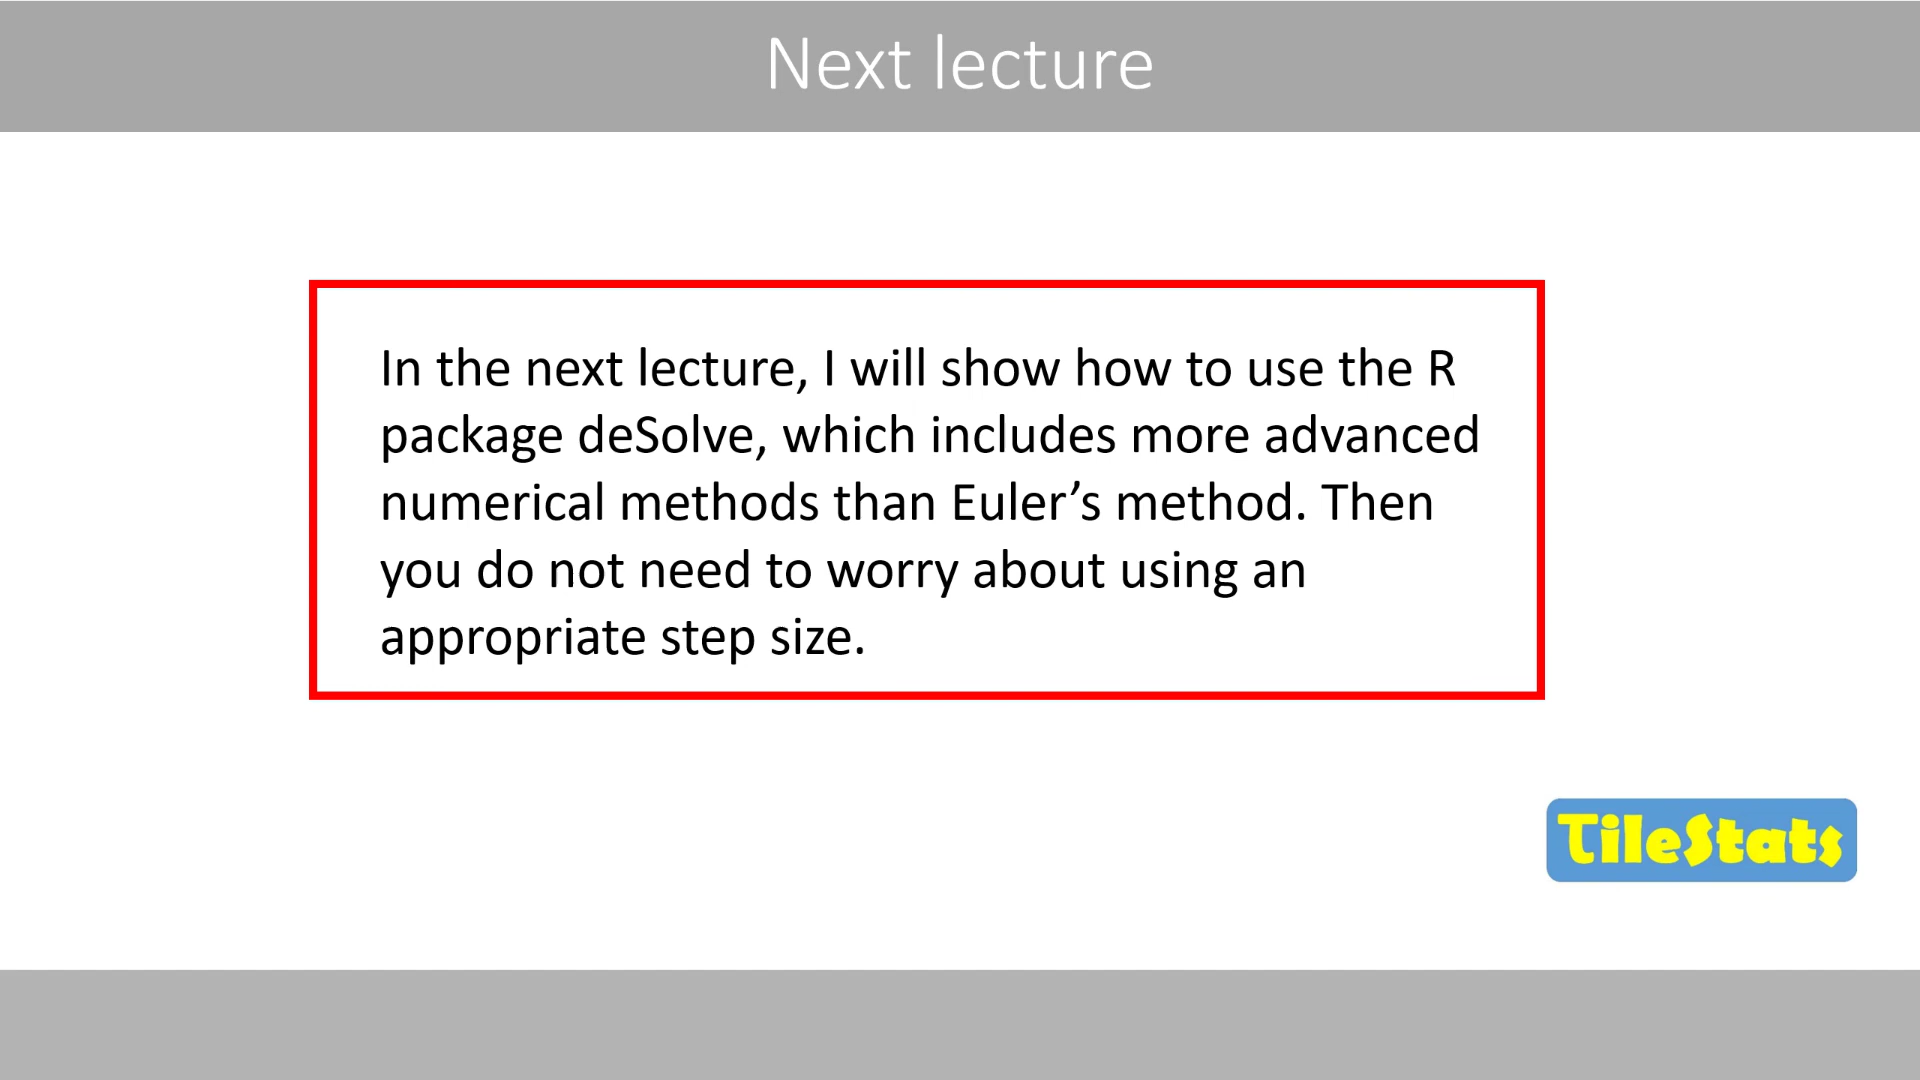 Next lecture
In the next lecture, I will show how to use the R
package deSolve, which includes more advanced
numerical methods than Euler’s method. Then
you do not need to worry about using an
appropriate step size.
TileStats